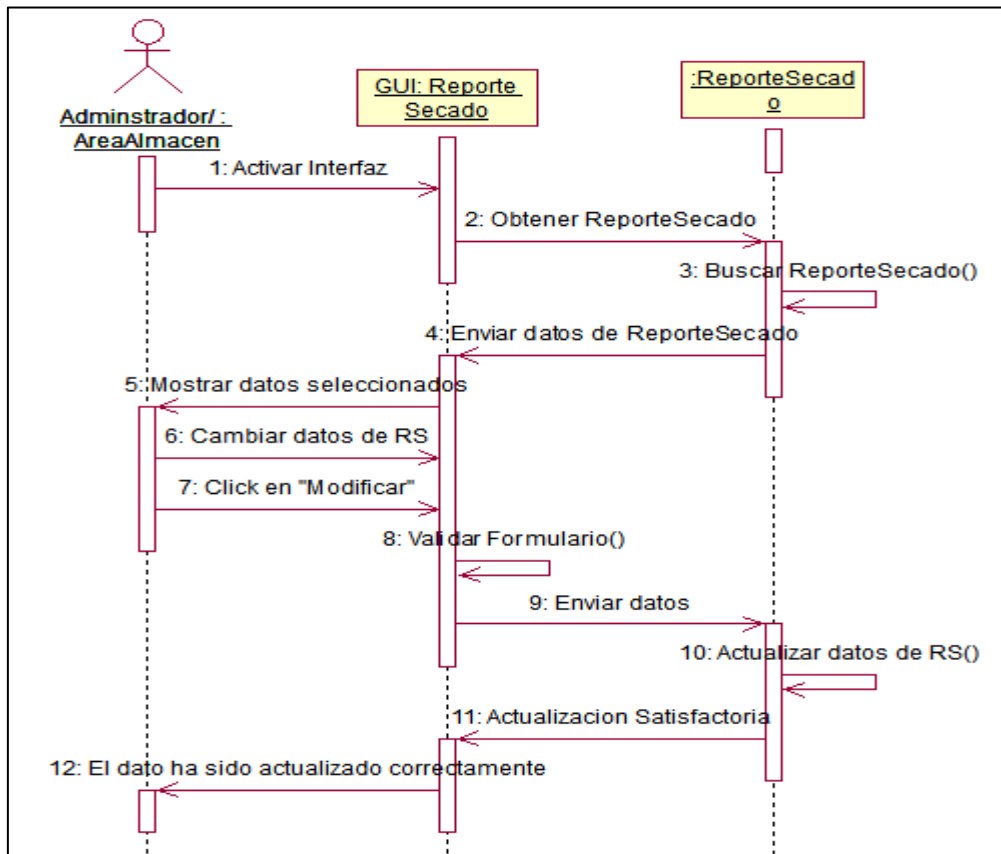 Adminstrador/ :
AreaAlmacen
GUI: Reporte
Secado
:ReporteSecad
o
1: Activar Interfaz
2: Obtener ReporteSecado
3: Buscar ReporteSecado()
4: Enviar datos de ReporteSecado
5: Mostrar datos seleccionados
6: Cambiar datos de RS
7: Click en "Modificar"
8: Validar Formulario()
9: Enviar datos
10: Actualizar datos de RS()
11: Actualizacion Satisfactoria
12: El dato ha sido actualizado correctamente